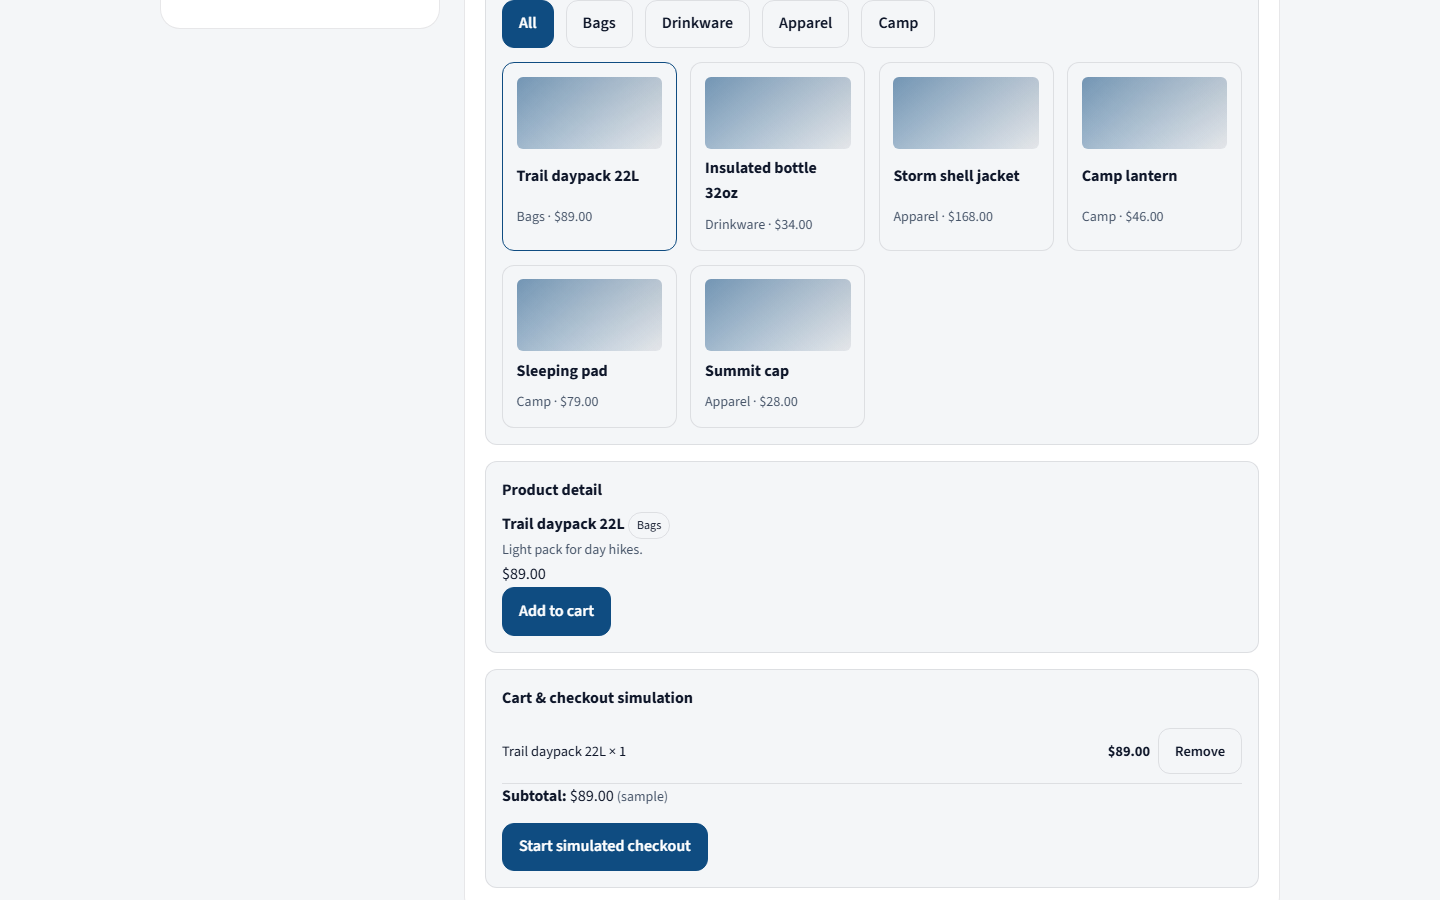 All
Bags
Drinkware
Apparel
Camp
Trail daypack 22L
Bags · $89.00
Insulated bottle
32oz
Drinkware · $34.00
Storm shell jacket
Apparel · $168.00
Camp lantern
Camp · $46.00
Sleeping pad
Camp · $79.00
Summit cap
Apparel · $28.00
Product detail
Trail daypack 22L Bags
Light pack for day hikes.
$89.00
Add to cart
Cart & checkout simulation
Trail daypack 22L × 1 $89.00 Remove
Subtotal: $89.00 (sample)
Start simulated checkout